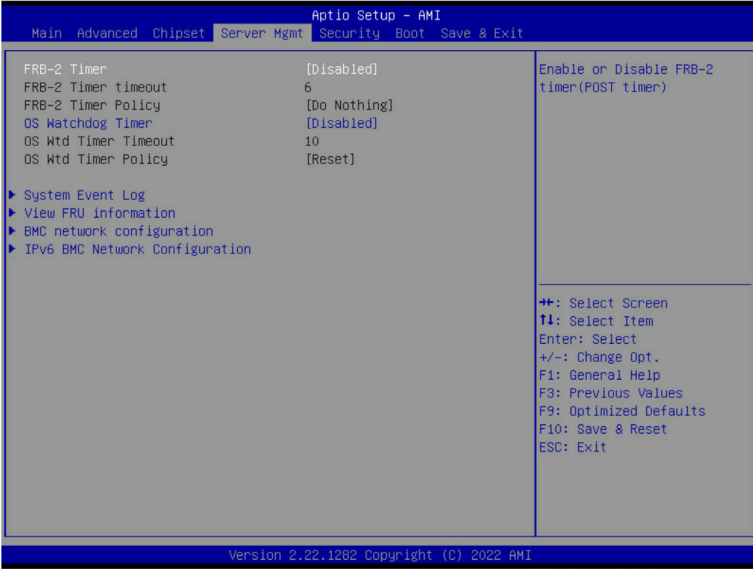 Aptio Setup – AMI
Main Advanced Chipset Server Mgmt Security Boot Save & Exit
FRB-2 Timer [Disabled]
FRB-2 Timer timeout 6
FRB-2 Timer Policy [Do Nothing]
OS Watchdog Timer [Disabled]
OS Wtd Timer Timeout 10
OS Wtd Timer Policy [Reset]
System Event Log
View FRU information
BMC network configuration
IPv6 BMC Network Configuration
Enable or Disable FRB-2
timer(POST timer)
→←: Select Screen
↑↓: Select Item
Enter: Select
+/-: Change Opt.
F1: General Help
F3: Previous Values
F9: Optimized Defaults
F10: Save & Reset
ESC: Exit
Version 2.22.1282 Copyright (C) 2022 AMI